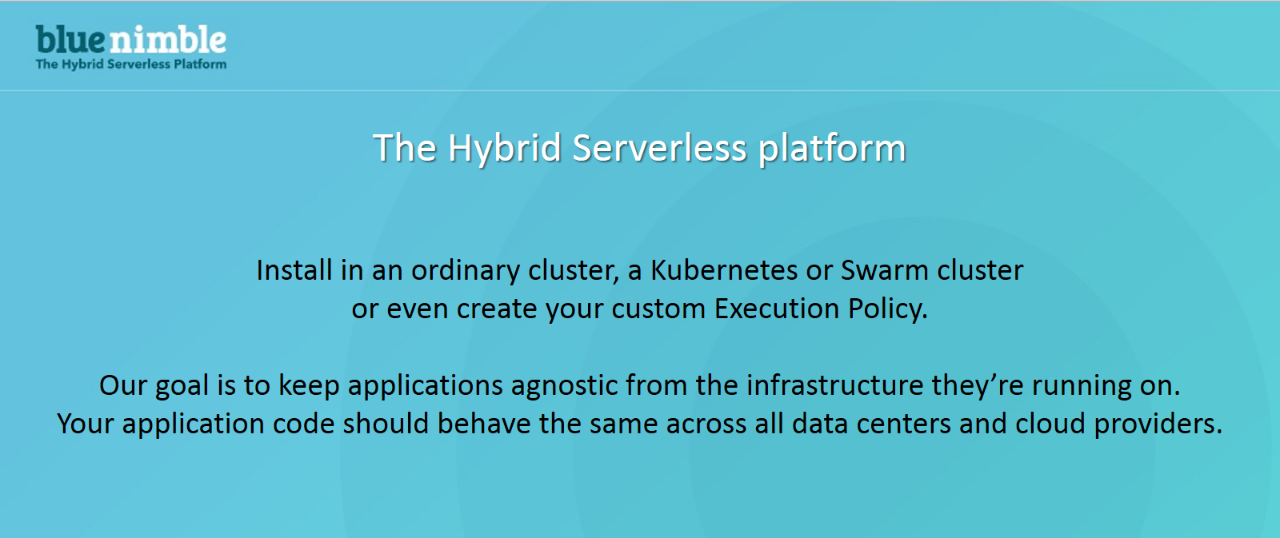 blue nimble
The Hybrid Serverless Platform
The Hybrid Serverless platform
Install in an ordinary cluster, a Kubernetes or Swarm cluster
or even create your custom Execution Policy.
Our goal is to keep applications agnostic from the infrastructure they’re running on.
Your application code should behave the same across all data centers and cloud providers.